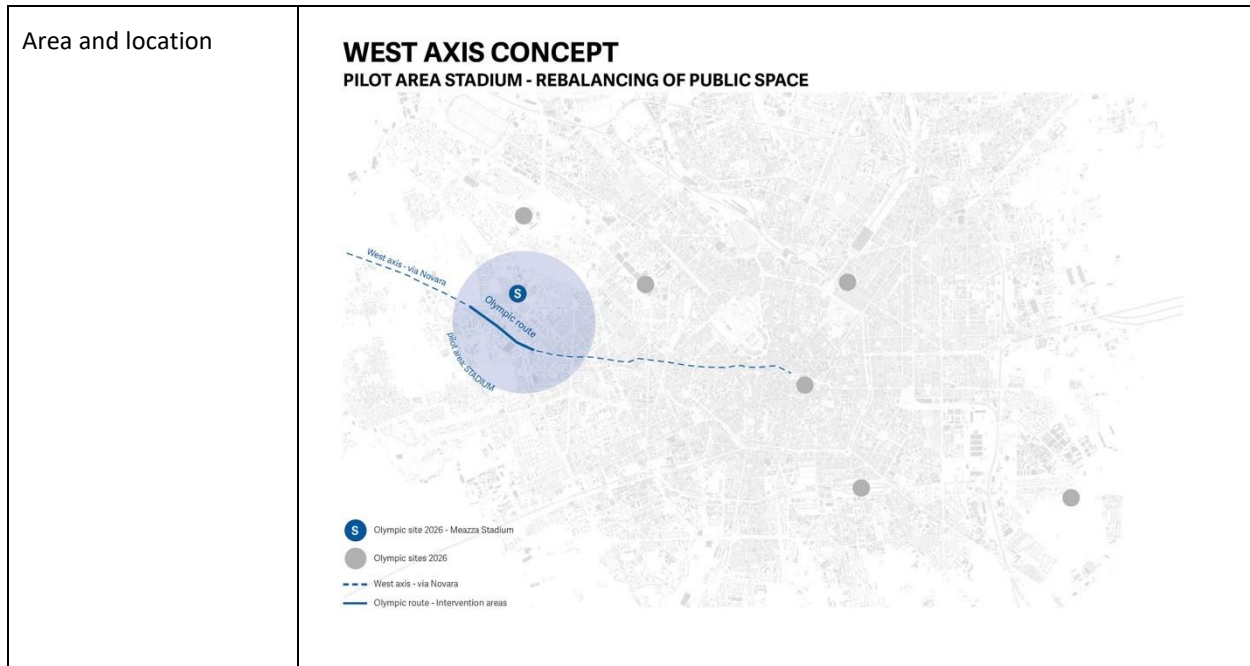 Area and location
WEST AXIS CONCEPT
PILOT AREA STADIUM - REBALANCING OF PUBLIC SPACE
West axis - via Novara
S
Olympic route
pilot area: STADIUM
S
Olympic site 2026 - Meazza Stadium
Olympic sites 2026
West axis - via Novara
Olympic route - Intervention areas